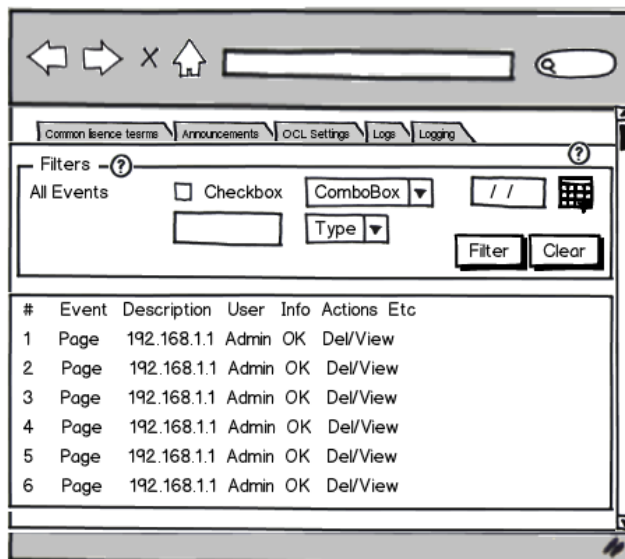 Common lisence teerms Announcements OCL Settings Logs Logging
Filters ? ?
All Events Checkbox ComboBox / /
Type
Filter Clear
# Event Description User Info Actions Etc
1 Page 192.168.1.1 Admin OK Del/View
2 Page 192.168.1.1 Admin OK Del/View
3 Page 192.168.1.1 Admin OK Del/View
4 Page 192.168.1.1 Admin OK Del/View
5 Page 192.168.1.1 Admin OK Del/View
6 Page 192.168.1.1 Admin OK Del/View